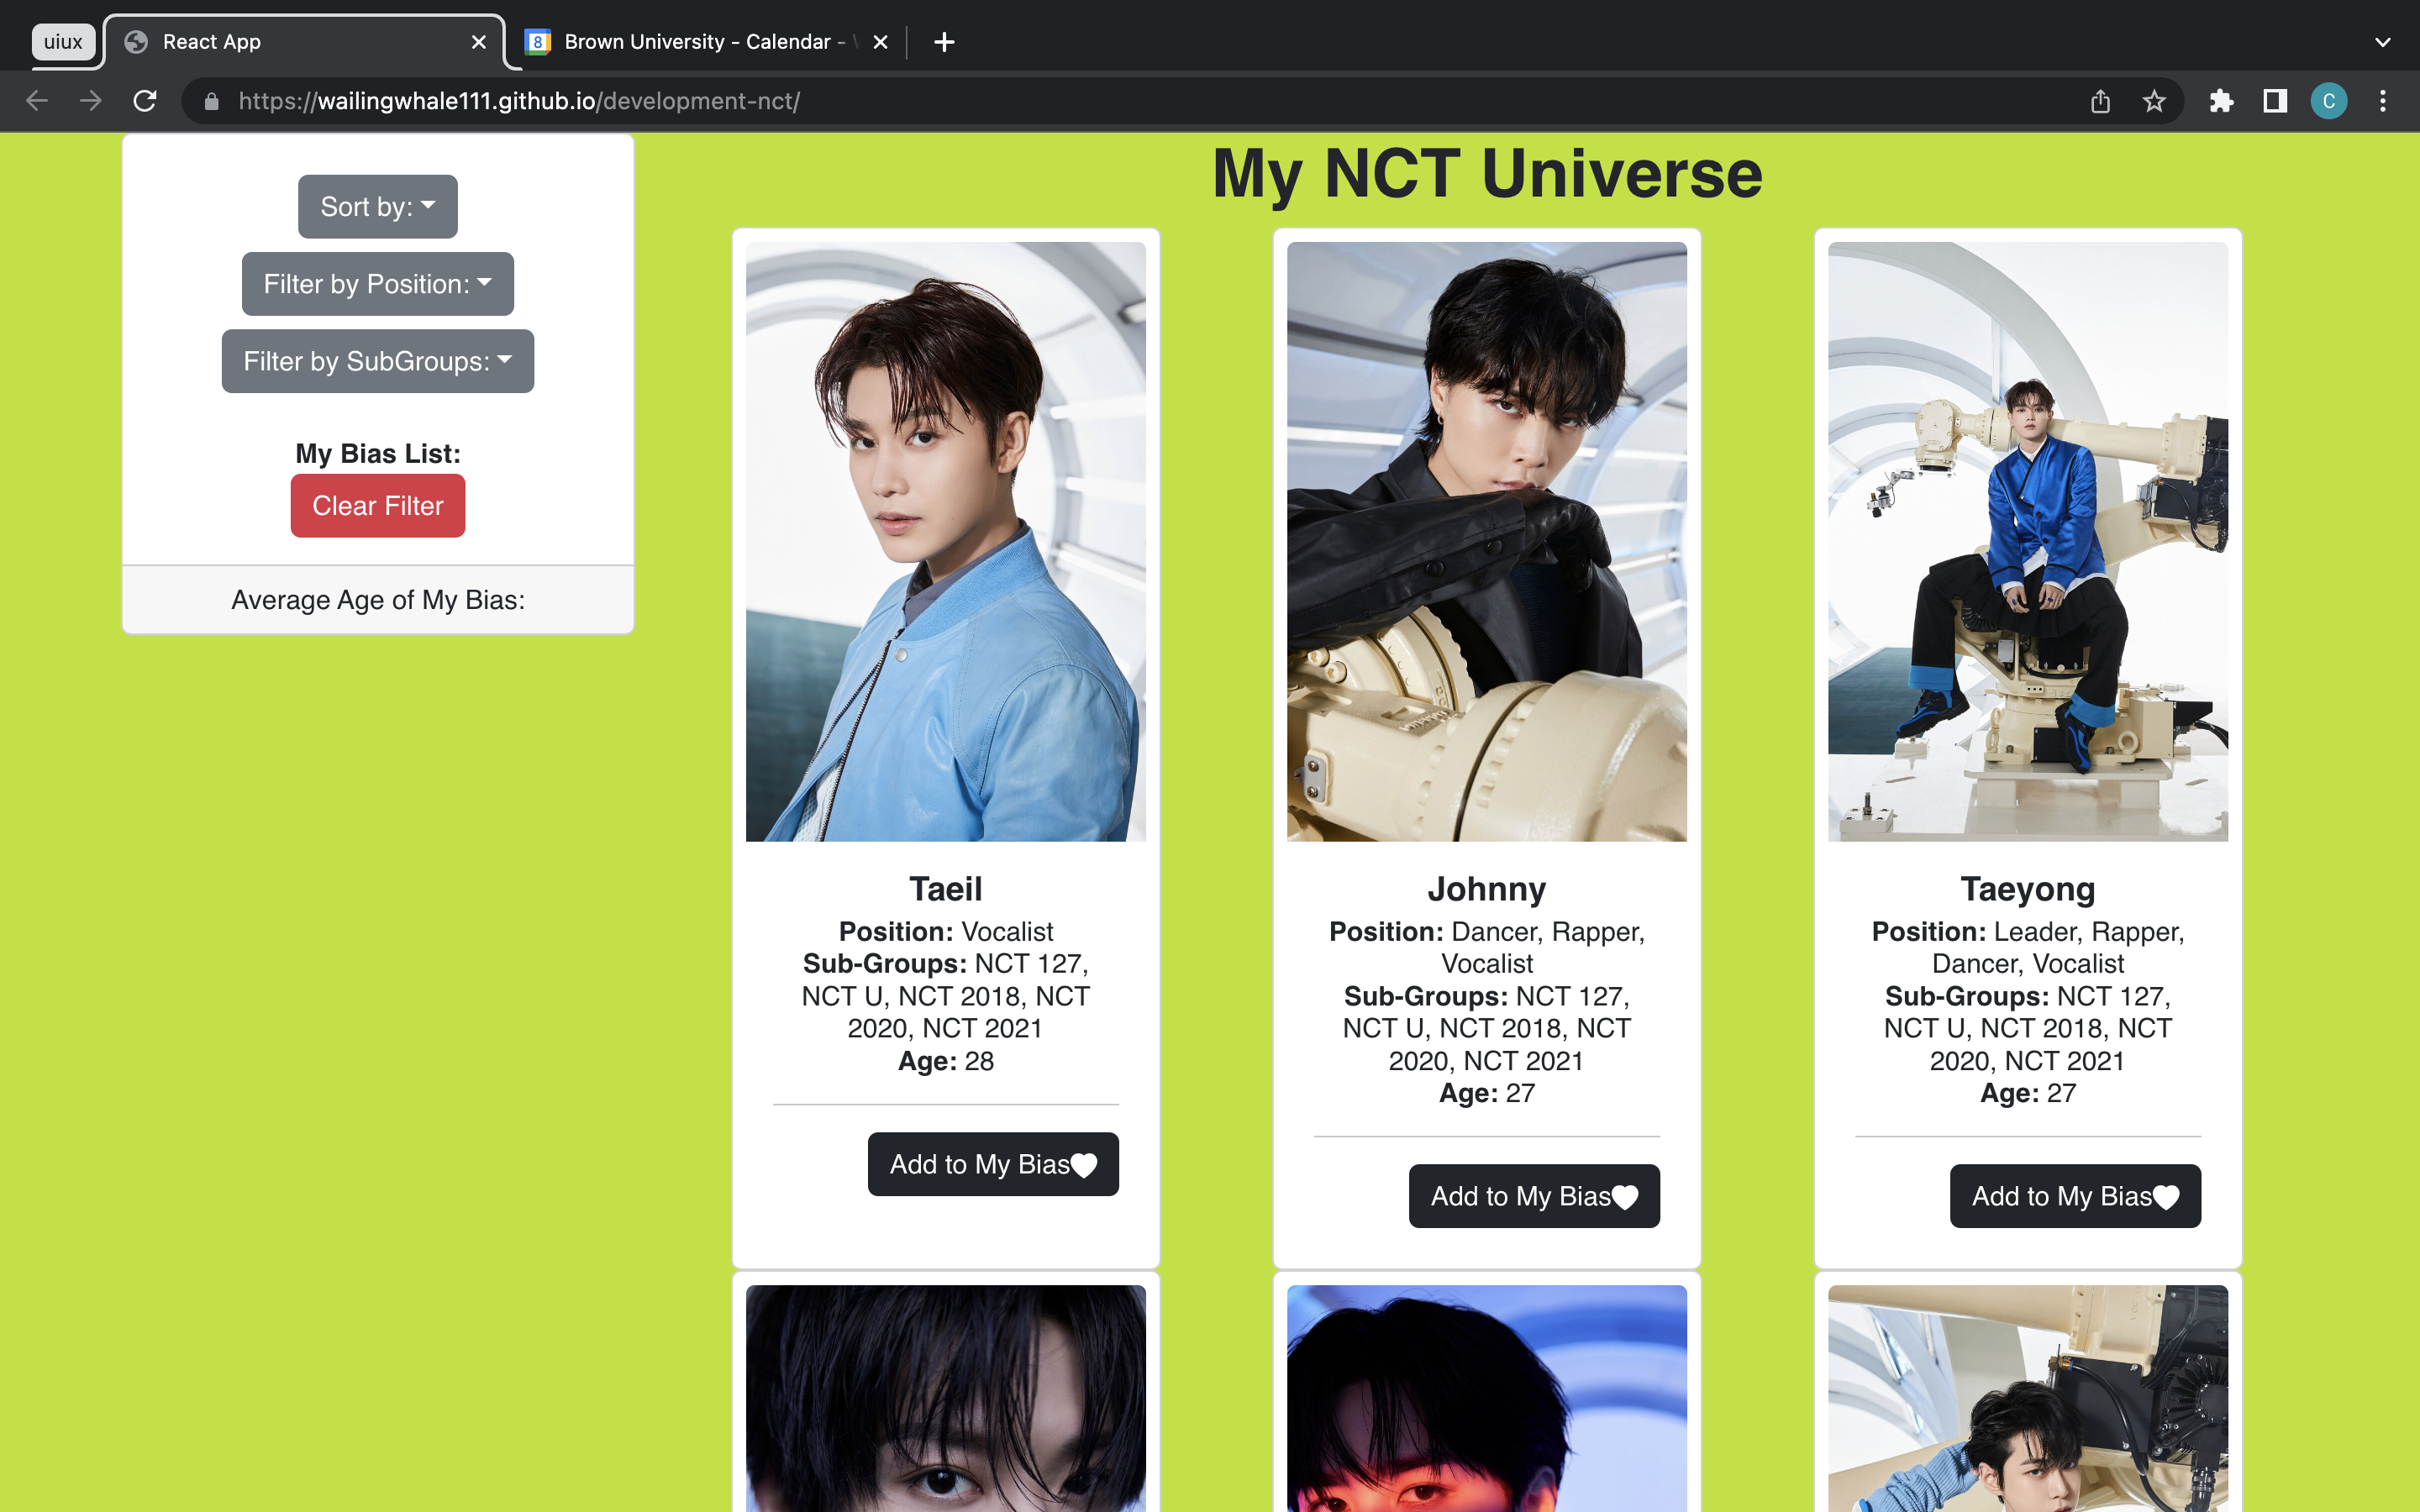 uiux
React App
Brown University - Calendar -
https://wailingwhale111.github.io/development-nct/
C
8
Sort by:
Filter by Position:
Filter by SubGroups:
My Bias List:
Clear Filter
Average Age of My Bias:
My NCT Universe
Taeil
Position: Vocalist
Sub-Groups: NCT 127,
NCT U, NCT 2018, NCT
2020, NCT 2021
Age: 28
Add to My Bias
Johnny
Position: Dancer, Rapper,
Vocalist
Sub-Groups: NCT 127,
NCT U, NCT 2018, NCT
2020, NCT 2021
Age: 27
Add to My Bias
Taeyong
Position: Leader, Rapper,
Dancer, Vocalist
Sub-Groups: NCT 127,
NCT U, NCT 2018, NCT
2020, NCT 2021
Age: 27
Add to My Bias